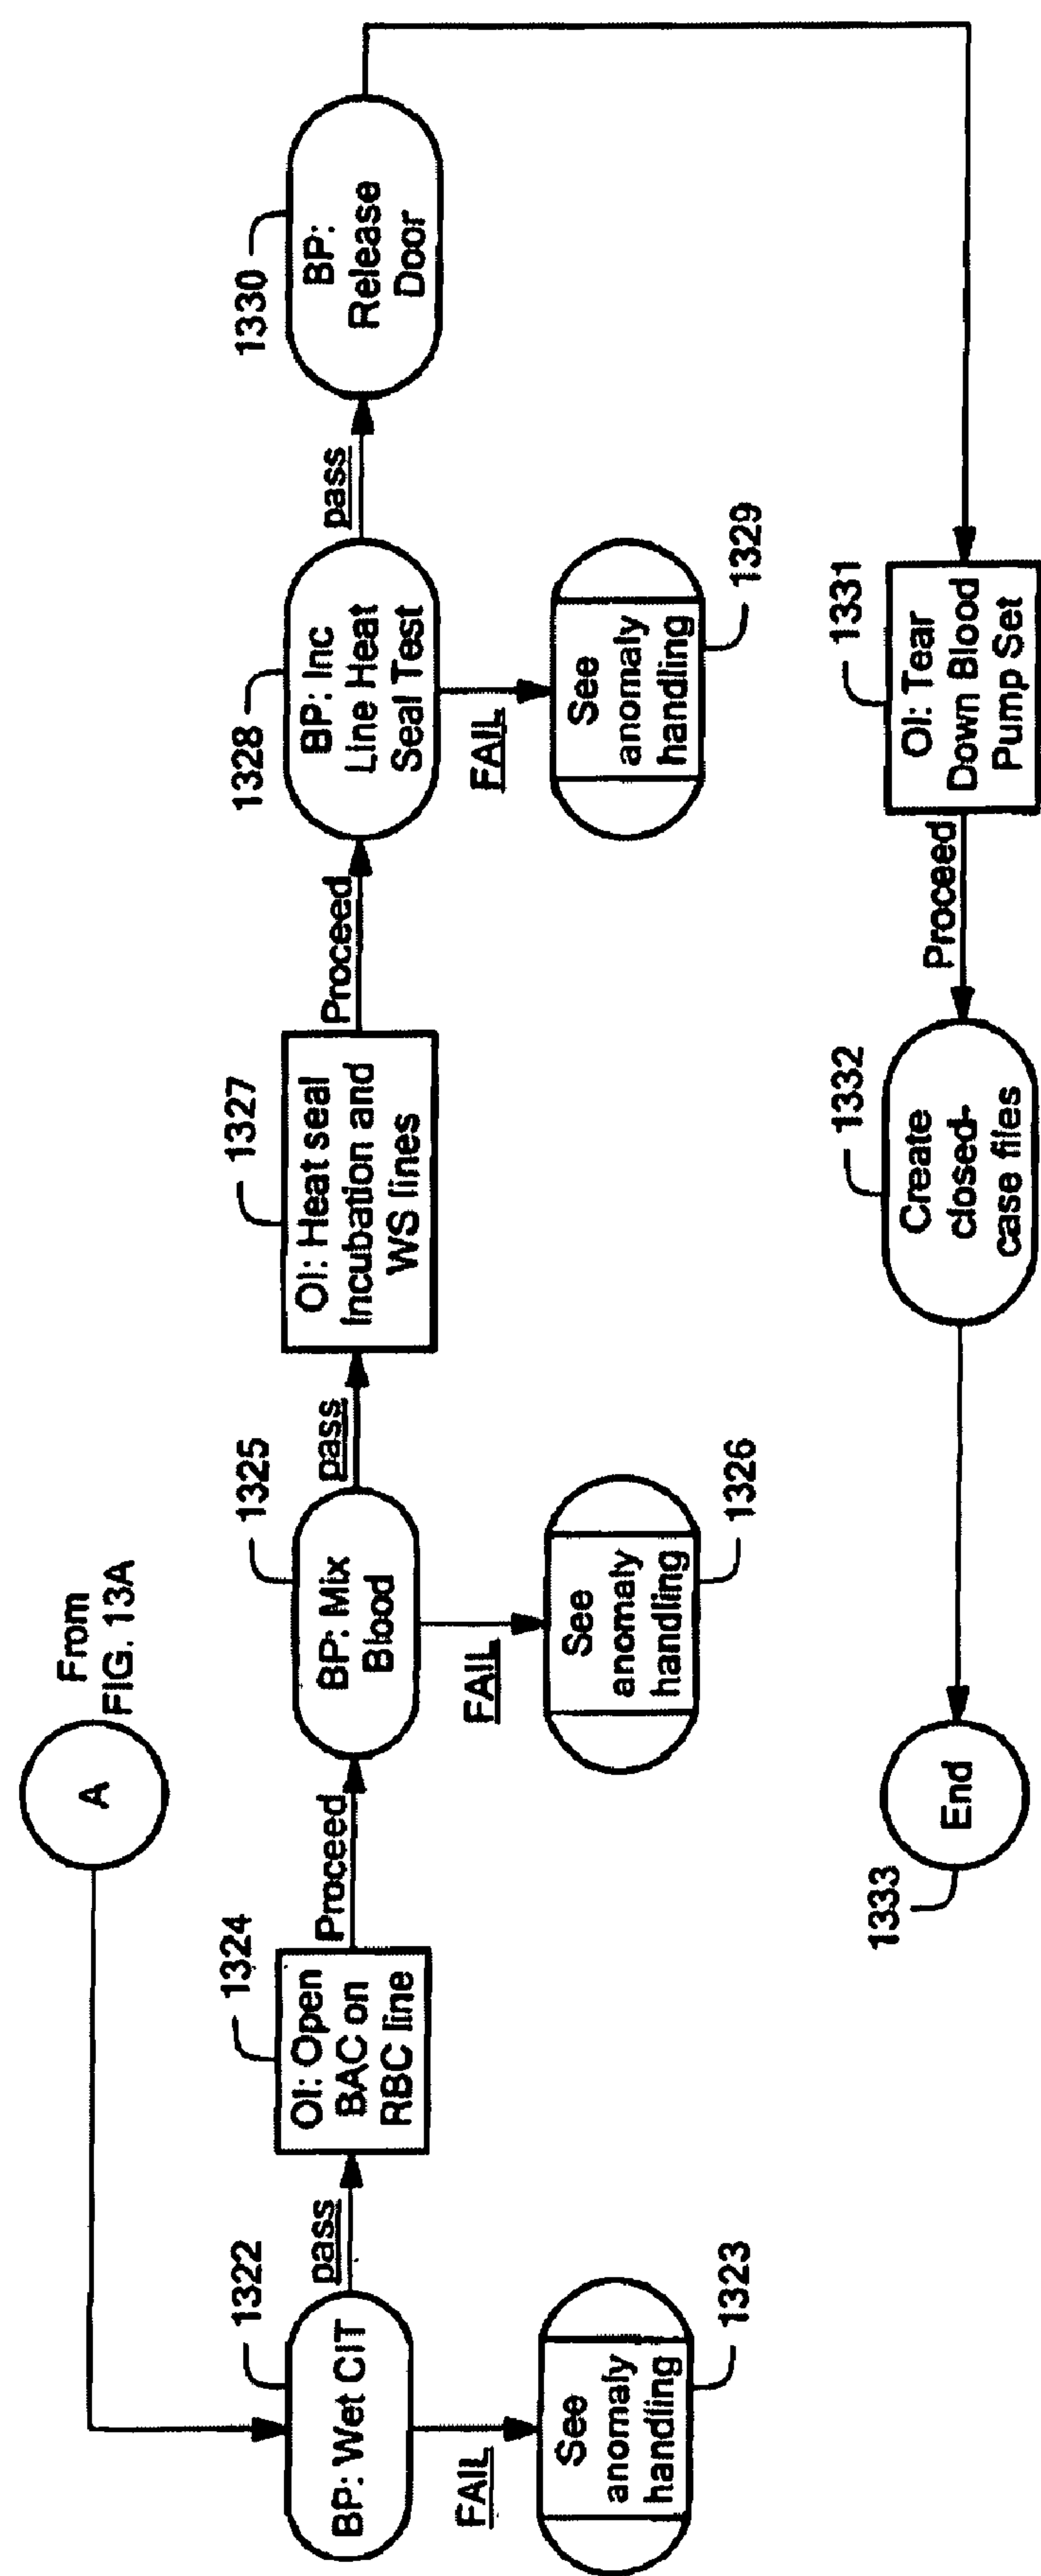 From
FIG. 13A
A
1322
BP: Wet CIT
pass
FAIL
See
anomaly
handling
1323
1324
OI: Open
BAC on
RBC line
Proceed
1325
BP: Mix
Blood
pass
FAIL
See
anomaly
handling
1326
1327
OI: Heat seal
Incubation and
WS lines
Proceed
1328
BP: Inc
Line Heat
Seal Test
pass
FAIL
See
anomaly
handling
1329
1330
BP:
Release
Door
1331
OI: Tear
Down Blood
Pump Set
Proceed
1332
Create
closed-
case files
1333
End